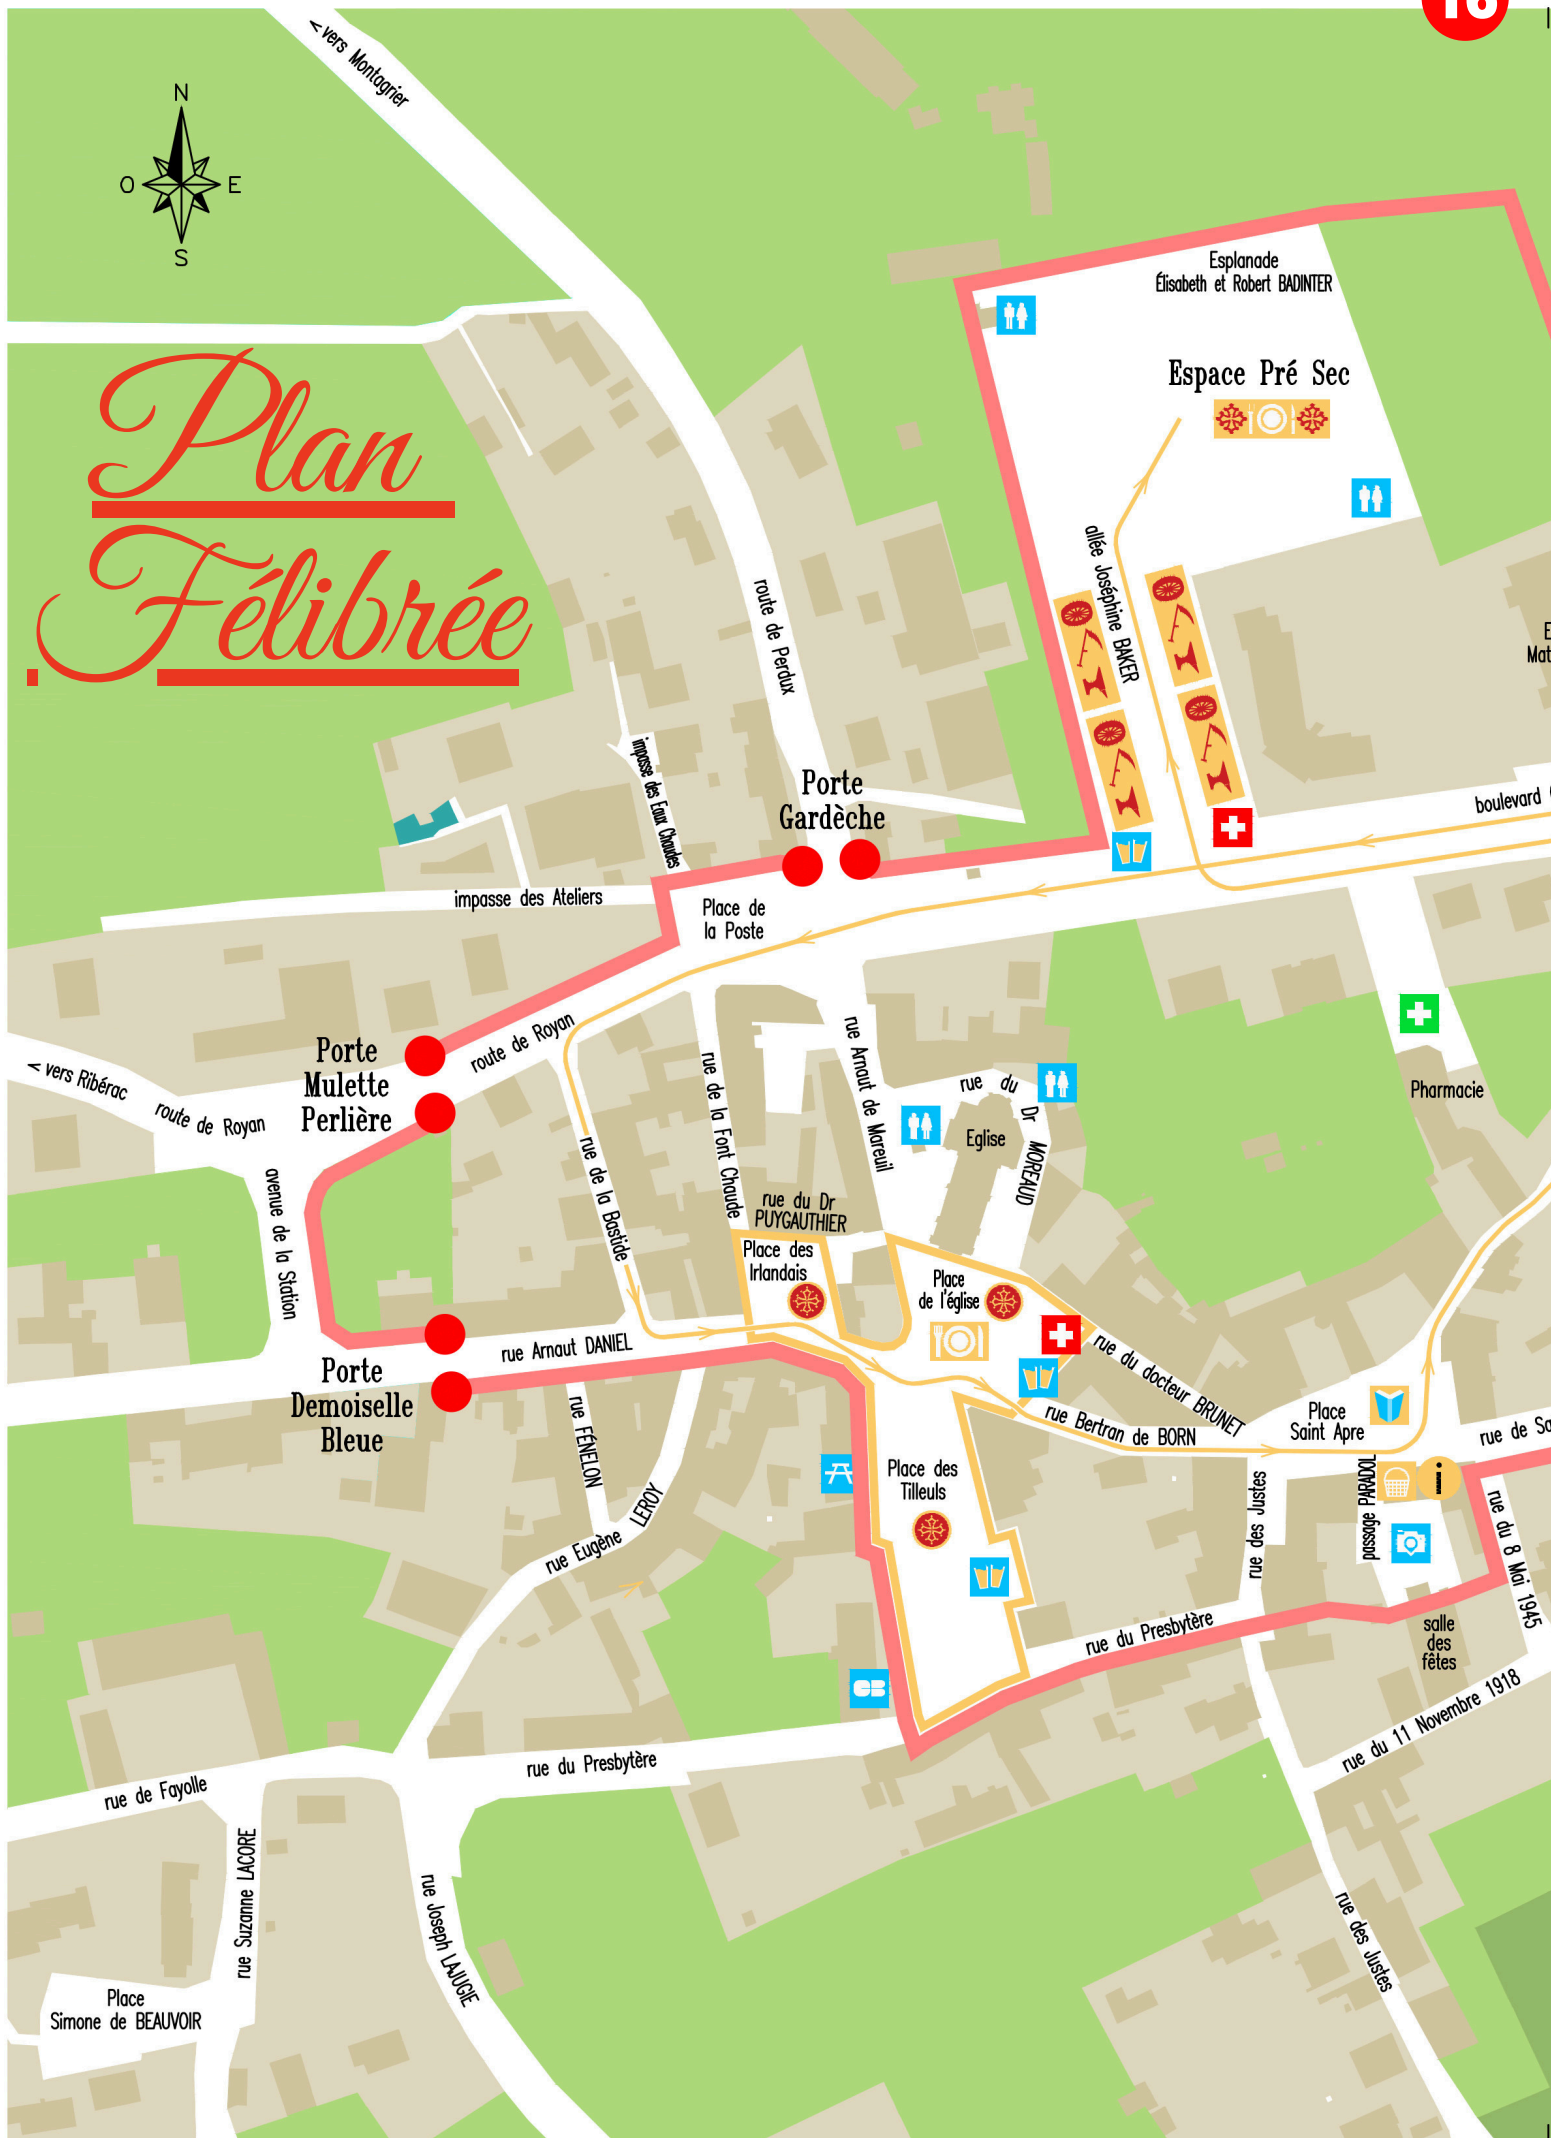 16
< vers Montagrier
N
O
E
S
Plan
Félibrée
Esplanade
Élisabeth et Robert BADINTER
Espace Pré Sec
allée Joséphine BAKER
route de Perdux
impasse des Eaux Chaudes
Porte
Gardèche
boulevard
impasse des Ateliers
Place de
la Poste
route de Royan
Porte
Mulette
Perlière
< vers Ribérac
route de Royan
avenue de la Station
rue de la Bastide
rue de la Font Chaude
rue Arnaut de Mareuil
rue du Dr MOREAUD
Eglise
Pharmacie
rue du Dr
PUYGAUTHIER
Place des
Irlandais
Place
de l'église
rue Arnaut DANIEL
Porte
Demoiselle
Bleue
rue du docteur BRUNET
rue Bertran de BORN
Place
Saint Apre
rue de Sa
rue FÉNELON
rue Eugène LEROY
Place des
Tilleuls
rue des Justes
passage PARADOL
rue du 8 Mai 1945
rue du Presbytère
salle
des
fêtes
rue du 11 Novembre 1918
CB
rue du Presbytère
rue de Fayolle
rue Suzanne LACORE
rue Joseph LAJUGIE
rue des Justes
Place
Simone de BEAUVOIR